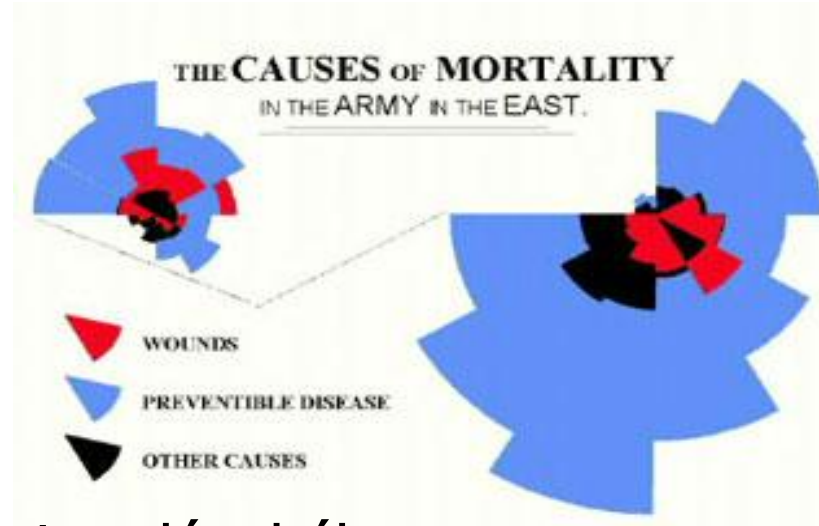 THE CAUSES OF MORTALITY
IN THE ARMY IN THE EAST.
WOUNDS
PREVENTIBLE DISEASE
OTHER CAUSES